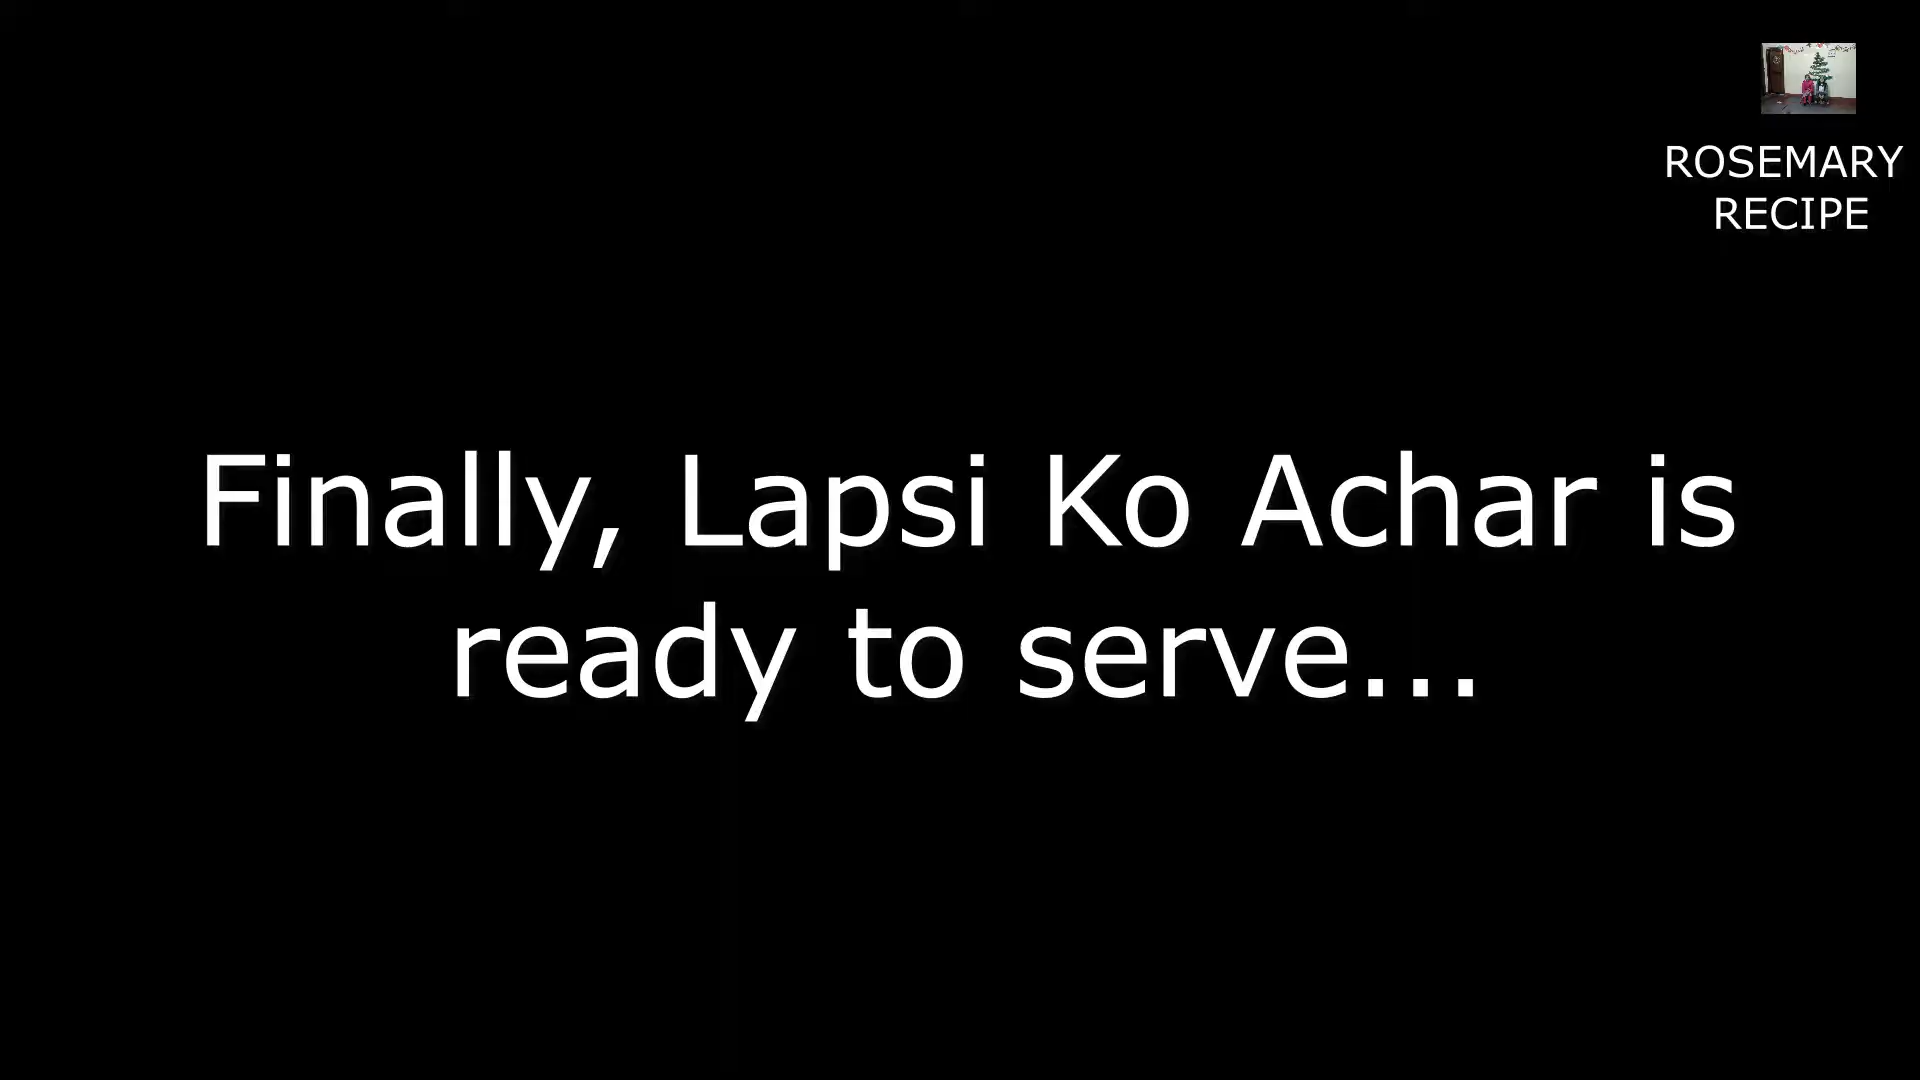 ROSEMARY
RECIPE
Finally, Lapsi Ko Achar is
ready to serve...